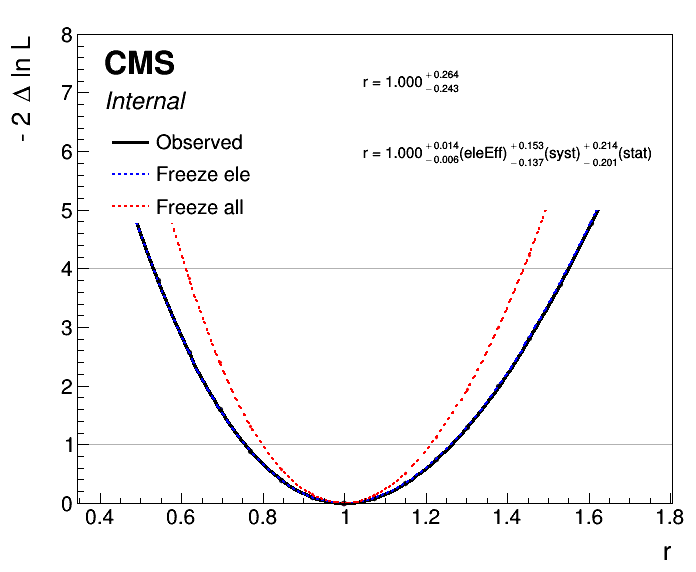 - 2 Δ ln L
8
7
6
5
4
3
2
1
0
CMS
Internal
Observed
Freeze ele
Freeze all
r = 1.000 +0.264 -0.243
r = 1.000 +0.014 -0.006 (eleEff) +0.153 -0.137 (syst) +0.214 -0.201 (stat)
0.4 0.6 0.8 1 1.2 1.4 1.6 1.8
r